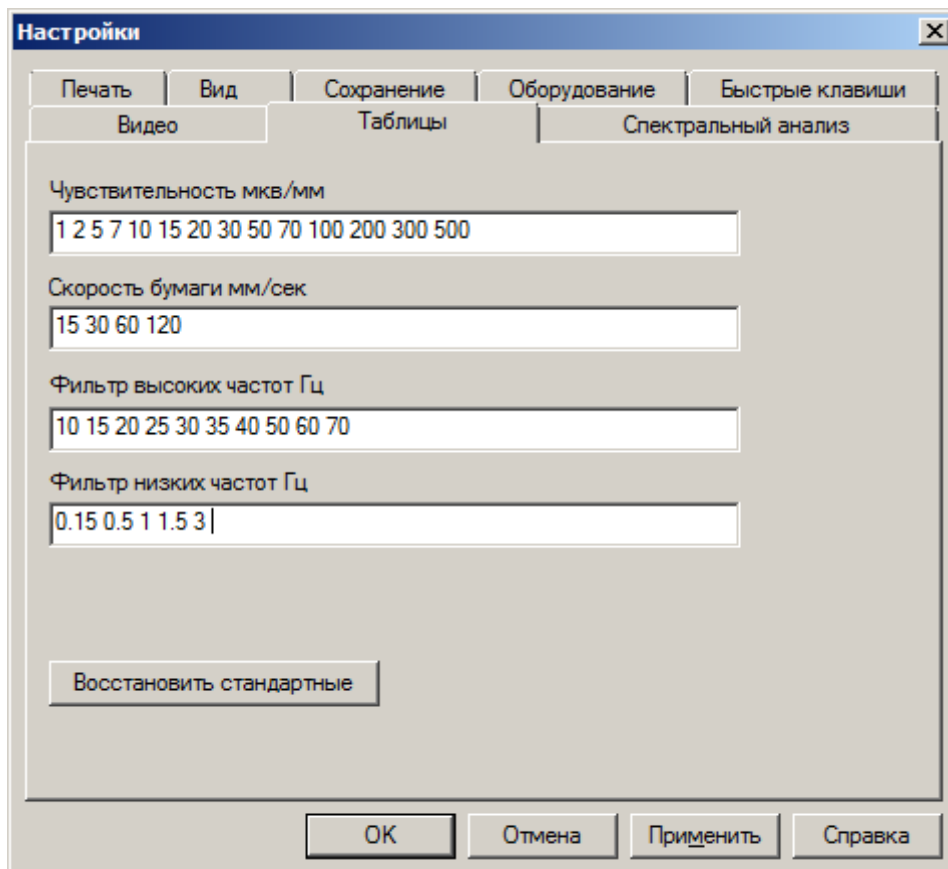 Настройки
Печать Вид Сохранение Оборудование Быстрые клавиши
Видео Таблицы Спектральный анализ
Чувствительность мкв/мм
1 2 5 7 10 15 20 30 50 70 100 200 300 500
Скорость бумаги мм/сек
15 30 60 120
Фильтр высоких частот Гц
10 15 20 25 30 35 40 50 60 70
Фильтр низких частот Гц
0.15 0.5 1 1.5 3
Восстановить стандартные
OK Отмена Применить Справка